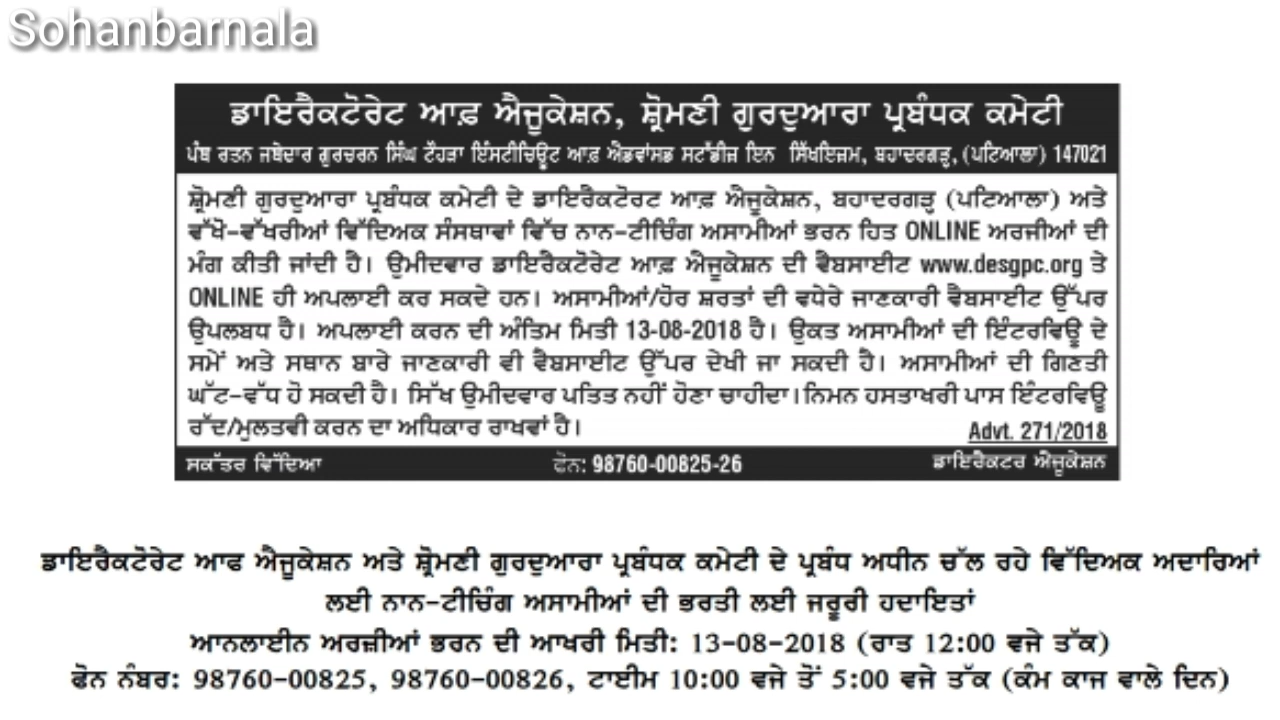 Sohanbarnala
ਡਾਇਰੈਕਟੋਰੇਟ ਆਫ਼ ਐਜੂਕੇਸ਼ਨ, ਸ਼੍ਰੋਮਣੀ ਗੁਰਦੁਆਰਾ ਪ੍ਰਬੰਧਕ ਕਮੇਟੀ
ਪੰਥ ਰਤਨ ਜਥੇਦਾਰ ਗੁਰਚਰਨ ਸਿੰਘ ਟੌਹੜਾ ਇੰਸਟੀਚਿਊਟ ਆਫ਼ ਐਡਵਾਂਸਡ ਸਟੱਡੀਜ਼ ਇਨ ਸਿੱਖਇਜ਼ਮ, ਬਹਾਦਰਗੜ੍ਹ, (ਪਟਿਆਲਾ) 147021
ਸ਼੍ਰੋਮਣੀ ਗੁਰਦੁਆਰਾ ਪ੍ਰਬੰਧਕ ਕਮੇਟੀ ਦੇ ਡਾਇਰੈਕਟੋਰੇਟ ਆਫ਼ ਐਜੂਕੇਸ਼ਨ, ਬਹਾਦਰਗੜ੍ਹ (ਪਟਿਆਲਾ) ਅਤੇ
ਵੱਖੋ-ਵੱਖਰੀਆਂ ਵਿੱਦਿਅਕ ਸੰਸਥਾਵਾਂ ਵਿੱਚ ਨਾਨ-ਟੀਚਿੰਗ ਅਸਾਮੀਆਂ ਭਰਨ ਹਿਤ ONLINE ਅਰਜੀਆਂ ਦੀ
ਮੰਗ ਕੀਤੀ ਜਾਂਦੀ ਹੈ। ਉਮੀਦਵਾਰ ਡਾਇਰੈਕਟੋਰੇਟ ਆਫ਼ ਐਜੂਕੇਸ਼ਨ ਦੀ ਵੈਬਸਾਈਟ www.desgpc.org ਤੇ
ONLINE ਹੀ ਅਪਲਾਈ ਕਰ ਸਕਦੇ ਹਨ। ਅਸਾਮੀਆਂ/ਹੋਰ ਸ਼ਰਤਾਂ ਦੀ ਵਧੇਰੇ ਜਾਣਕਾਰੀ ਵੈਬਸਾਈਟ ਉੱਪਰ
ਉਪਲਬਧ ਹੈ। ਅਪਲਾਈ ਕਰਨ ਦੀ ਅੰਤਿਮ ਮਿਤੀ 13-08-2018 ਹੈ। ਉਕਤ ਅਸਾਮੀਆਂ ਦੀ ਇੰਟਰਵਿਊ ਦੇ
ਸਮੇਂ ਅਤੇ ਸਥਾਨ ਬਾਰੇ ਜਾਣਕਾਰੀ ਵੀ ਵੈਬਸਾਈਟ ਉੱਪਰ ਦੇਖੀ ਜਾ ਸਕਦੀ ਹੈ। ਅਸਾਮੀਆਂ ਦੀ ਗਿਣਤੀ
ਘੱਟ-ਵੱਧ ਹੋ ਸਕਦੀ ਹੈ। ਸਿੱਖ ਉਮੀਦਵਾਰ ਪਤਿਤ ਨਹੀਂ ਹੋਣਾ ਚਾਹੀਦਾ। ਨਿਮਨ ਹਸਤਾਖਰੀ ਪਾਸ ਇੰਟਰਵਿਊ
ਰੱਦ/ਮੁਲਤਵੀ ਕਰਨ ਦਾ ਅਧਿਕਾਰ ਰਾਖਵਾਂ ਹੈ। Advt. 271/2018
ਸਕੱਤਰ ਵਿੱਦਿਆ ਫੋਨ: 98760-00825-26 ਡਾਇਰੈਕਟਰ ਐਜੂਕੇਸ਼ਨ
ਡਾਇਰੈਕਟੋਰੇਟ ਆਫ ਐਜੂਕੇਸ਼ਨ ਅਤੇ ਸ਼੍ਰੋਮਣੀ ਗੁਰਦੁਆਰਾ ਪ੍ਰਬੰਧਕ ਕਮੇਟੀ ਦੇ ਪ੍ਰਬੰਧ ਅਧੀਨ ਚੱਲ ਰਹੇ ਵਿੱਦਿਅਕ ਅਦਾਰਿਆਂ
ਲਈ ਨਾਨ-ਟੀਚਿੰਗ ਅਸਾਮੀਆਂ ਦੀ ਭਰਤੀ ਲਈ ਜਰੂਰੀ ਹਦਾਇਤਾਂ
ਆਨਲਾਈਨ ਅਰਜ਼ੀਆਂ ਭਰਨ ਦੀ ਆਖਰੀ ਮਿਤੀ: 13-08-2018 (ਰਾਤ 12:00 ਵਜੇ ਤੱਕ)
ਫੋਨ ਨੰਬਰ: 98760-00825, 98760-00826, ਟਾਈਮ 10:00 ਵਜੇ ਤੋਂ 5:00 ਵਜੇ ਤੱਕ (ਕੰਮ ਕਾਜ ਵਾਲੇ ਦਿਨ)